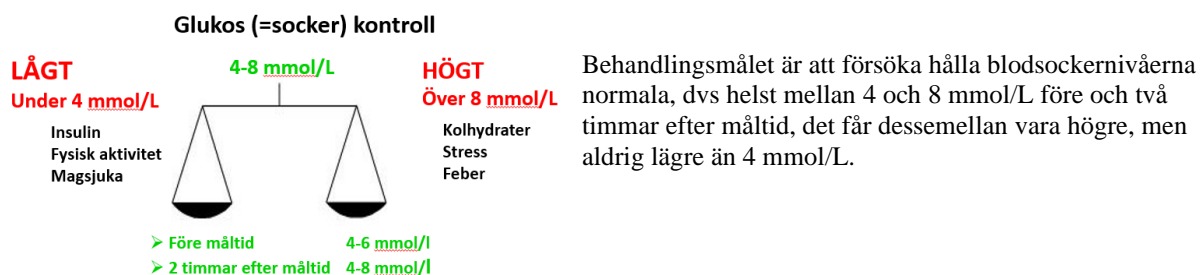 Glukos (=socker) kontroll
LÅGT
Under 4 mmol/L
Insulin
Fysisk aktivitet
Magsjuka
4-8 mmol/L
HÖGT
Över 8 mmol/L
Kolhydrater
Stress
Feber
➢ Före måltid 4-6 mmol/l
➢ 2 timmar efter måltid 4-8 mmol/l
Behandlingsmålet är att försöka hålla blodsockernivåerna
normala, dvs helst mellan 4 och 8 mmol/L före och två
timmar efter måltid, det får dessemellan vara högre, men
aldrig lägre än 4 mmol/L.